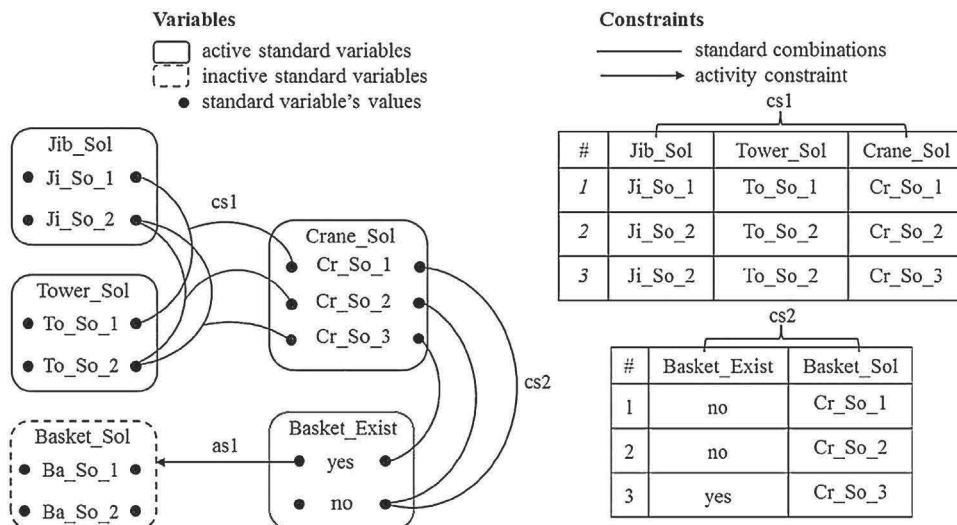 Variables
active standard variables
inactive standard variables
standard variable's values
Constraints
standard combinations
activity constraint
Jib_Sol
Ji_So_1
Ji_So_2
Tower_Sol
To_So_1
To_So_2
Basket_Sol
Ba_So_1
Ba_So_2
cs1
Crane_Sol
Cr_So_1
Cr_So_2
Cr_So_3
cs2
as1
Basket_Exist
yes
no
cs1
# Jib_Sol Tower_Sol Crane_Sol
1 Ji_So_1 To_So_1 Cr_So_1
2 Ji_So_2 To_So_2 Cr_So_2
3 Ji_So_2 To_So_2 Cr_So_3
cs2
# Basket_Exist Basket_Sol
1 no Cr_So_1
2 no Cr_So_2
3 yes Cr_So_3